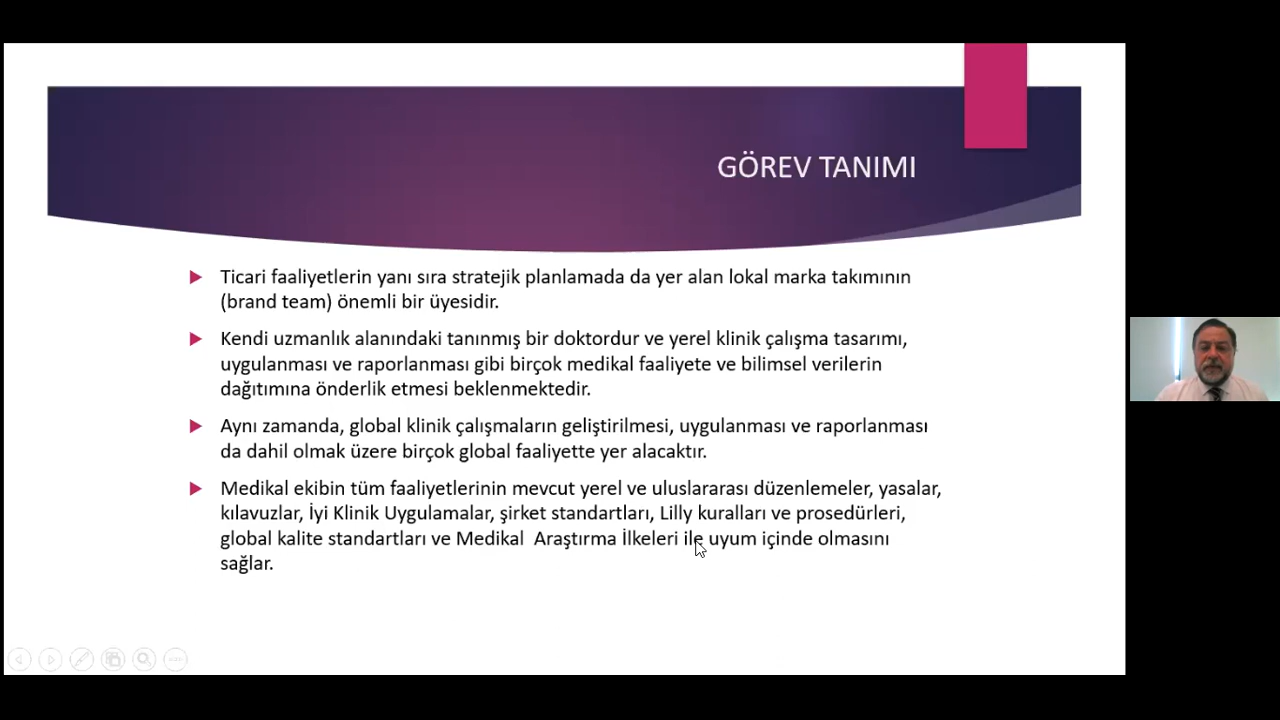 GÖREV TANIMI
Ticari faaliyetlerin yanı sıra stratejik planlamada da yer alan lokal marka takımının
(brand team) önemli bir üyesidir.
Kendi uzmanlık alanındaki tanınmış bir doktordur ve yerel klinik çalışma tasarımı,
uygulanması ve raporlanması gibi birçok medikal faaliyete ve bilimsel verilerin
dağıtımına önderlik etmesi beklenmektedir.
Aynı zamanda, global klinik çalışmaların geliştirilmesi, uygulanması ve raporlanması
da dahil olmak üzere birçok global faaliyette yer alacaktır.
Medikal ekibin tüm faaliyetlerinin mevcut yerel ve uluslararası düzenlemeler, yasalar,
kılavuzlar, İyi Klinik Uygulamalar, şirket standartları, Lilly kuralları ve prosedürleri,
global kalite standartları ve Medikal  Araştırma İlkeleri ile uyum içinde olmasını
sağlar.